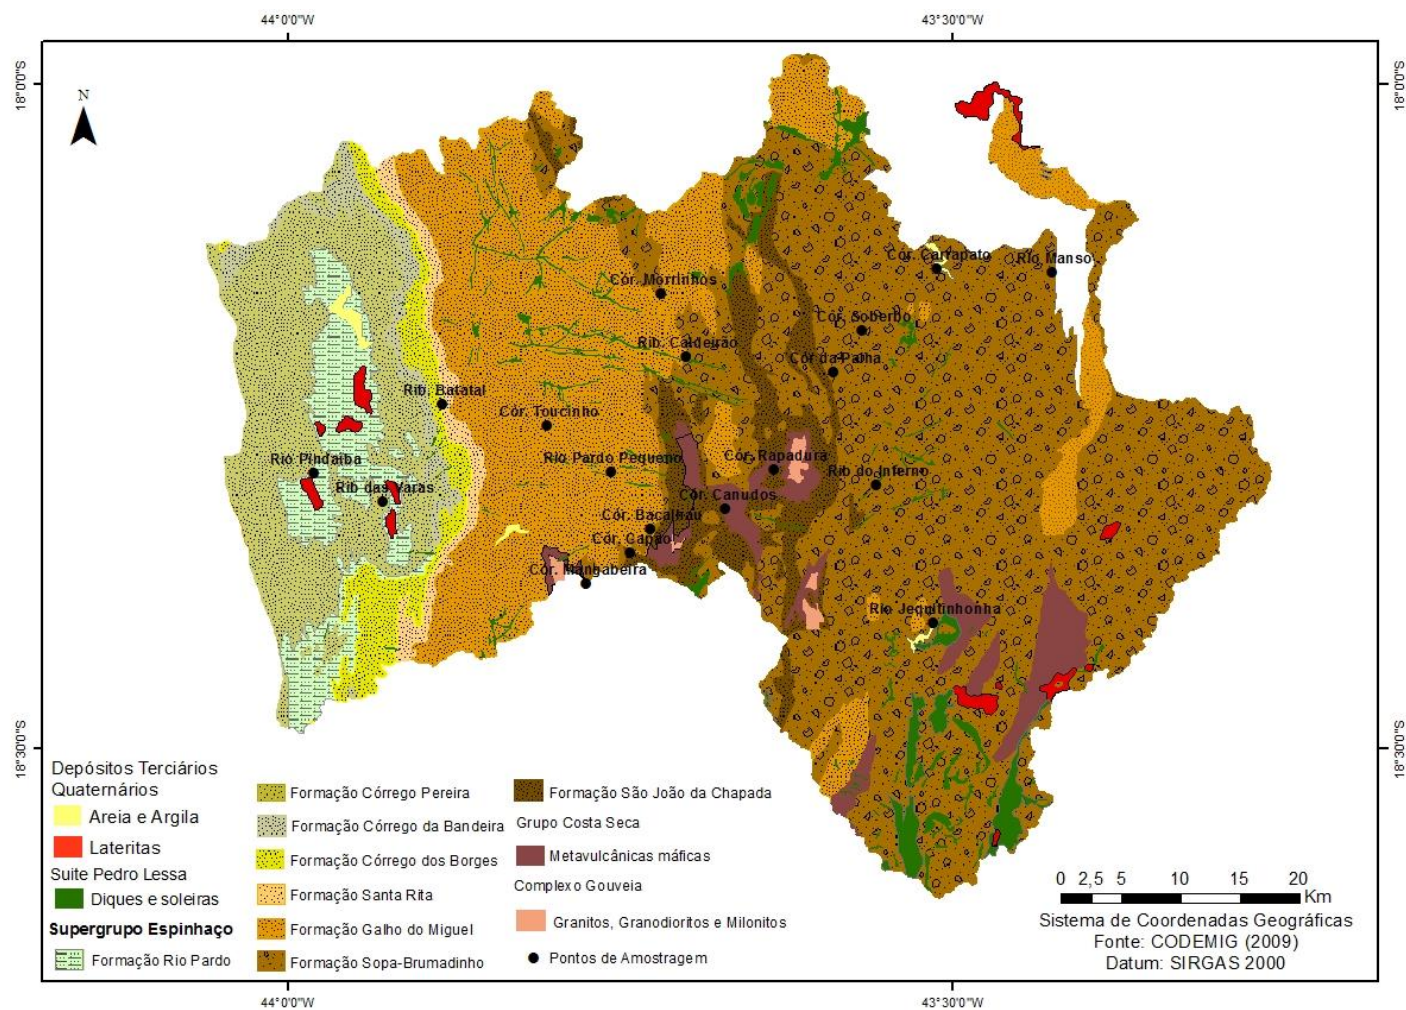 44°0'0"W
43°30'0"W
18°0'0"S
18°0'0"S
N
Cór. Carrapato
Rio Manso
Cór. Morrinhos
Cór. Soberbo
Rib. Caldeirão
Cór da Palha
Rib. Batatal
Cór. Toucinho
Rio Pindaíba
Rio Pardo Pequeno
Cór. Rapadura
Rib do Inferno
Rib das Varas
Cór. Canudos
Cór. Bacalhau
Cór. Capão
Cór. Mangabeira
Rio Jequitinhonha
18°30'0"S
18°30'0"S
Depósitos Terciários
Quaternários
Areia e Argila
Lateritas
Suite Pedro Lessa
Diques e soleiras
Supergrupo Espinhaço
Formação Rio Pardo
Formação Córrego Pereira
Formação Córrego da Bandeira
Formação Córrego dos Borges
Formação Santa Rita
Formação Galho do Miguel
Formação Sopa-Brumadinho
Formação São João da Chapada
Grupo Costa Seca
Metavulcânicas máficas
Complexo Gouveia
Granitos, Granodioritos e Milonitos
Pontos de Amostragem
0 2,5 5 10 15 20
Km
Sistema de Coordenadas Geográficas
Fonte: CODEMIG (2009)
Datum: SIRGAS 2000
44°0'0"W
43°30'0"W